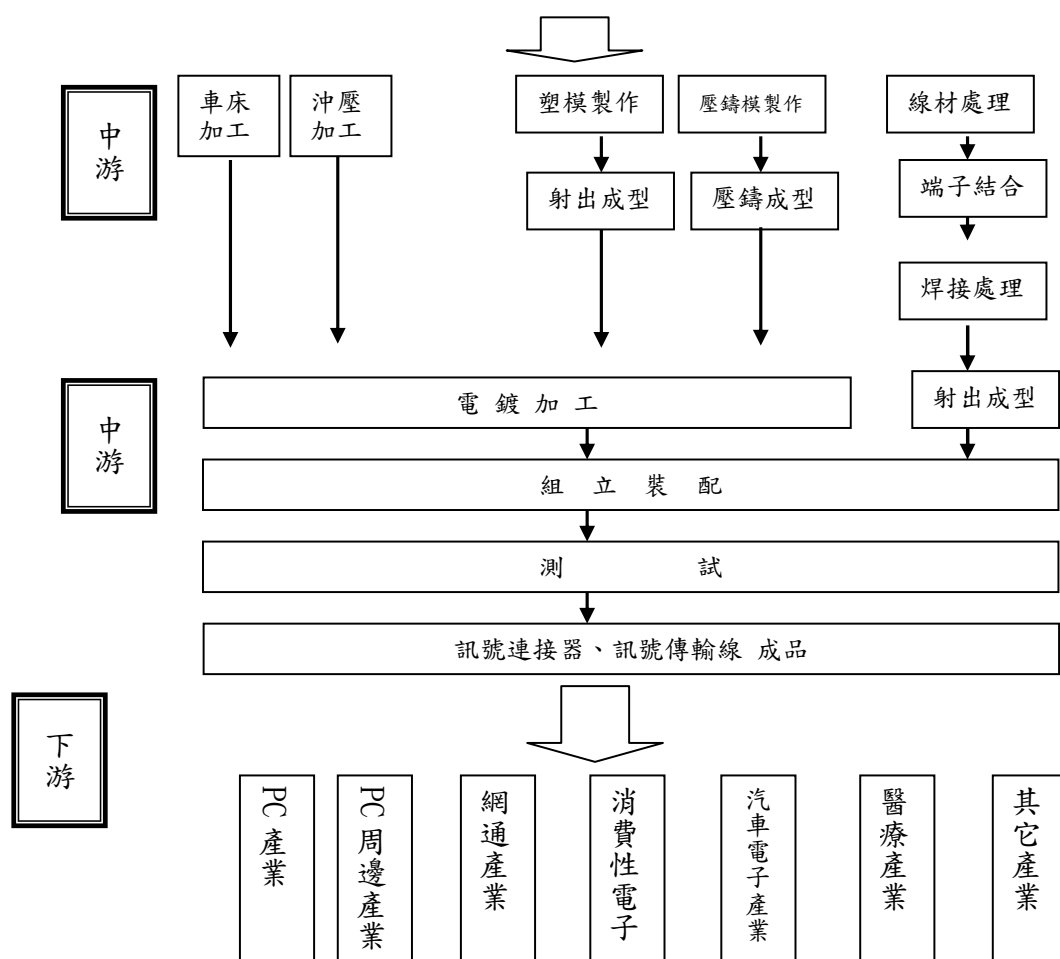 中游
車床
加工
沖壓
加工
塑模製作
壓鑄模製作
線材處理
射出成型
壓鑄成型
端子結合
焊接處理
中游
電鍍加工
射出成型
組立裝配
測試
訊號連接器、訊號傳輸線 成品
下游
PC產業
PC周邊產業
網通產業
消費性電子
汽車電子產業
醫療產業
其它產業